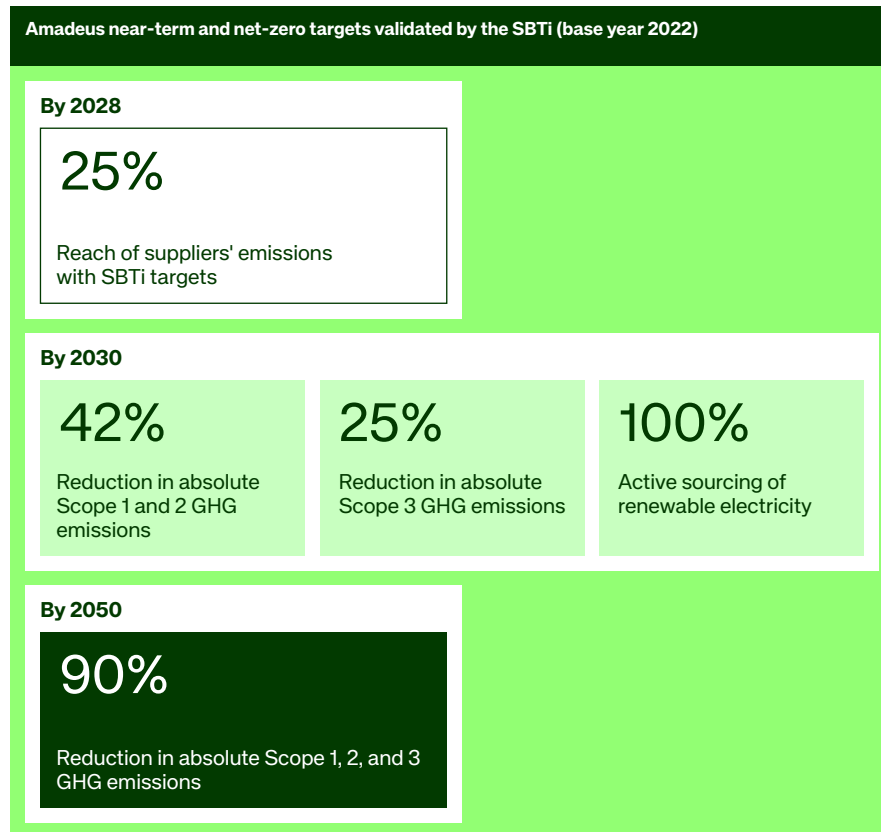 Amadeus near-term and net-zero targets validated by the SBTi (base year 2022)
By 2028
25%
Reach of suppliers' emissions
with SBTi targets
By 2030
42%
Reduction in absolute
Scope 1 and 2 GHG
emissions
25%
Reduction in absolute
Scope 3 GHG emissions
100%
Active sourcing of
renewable electricity
By 2050
90%
Reduction in absolute Scope 1, 2, and 3
GHG emissions